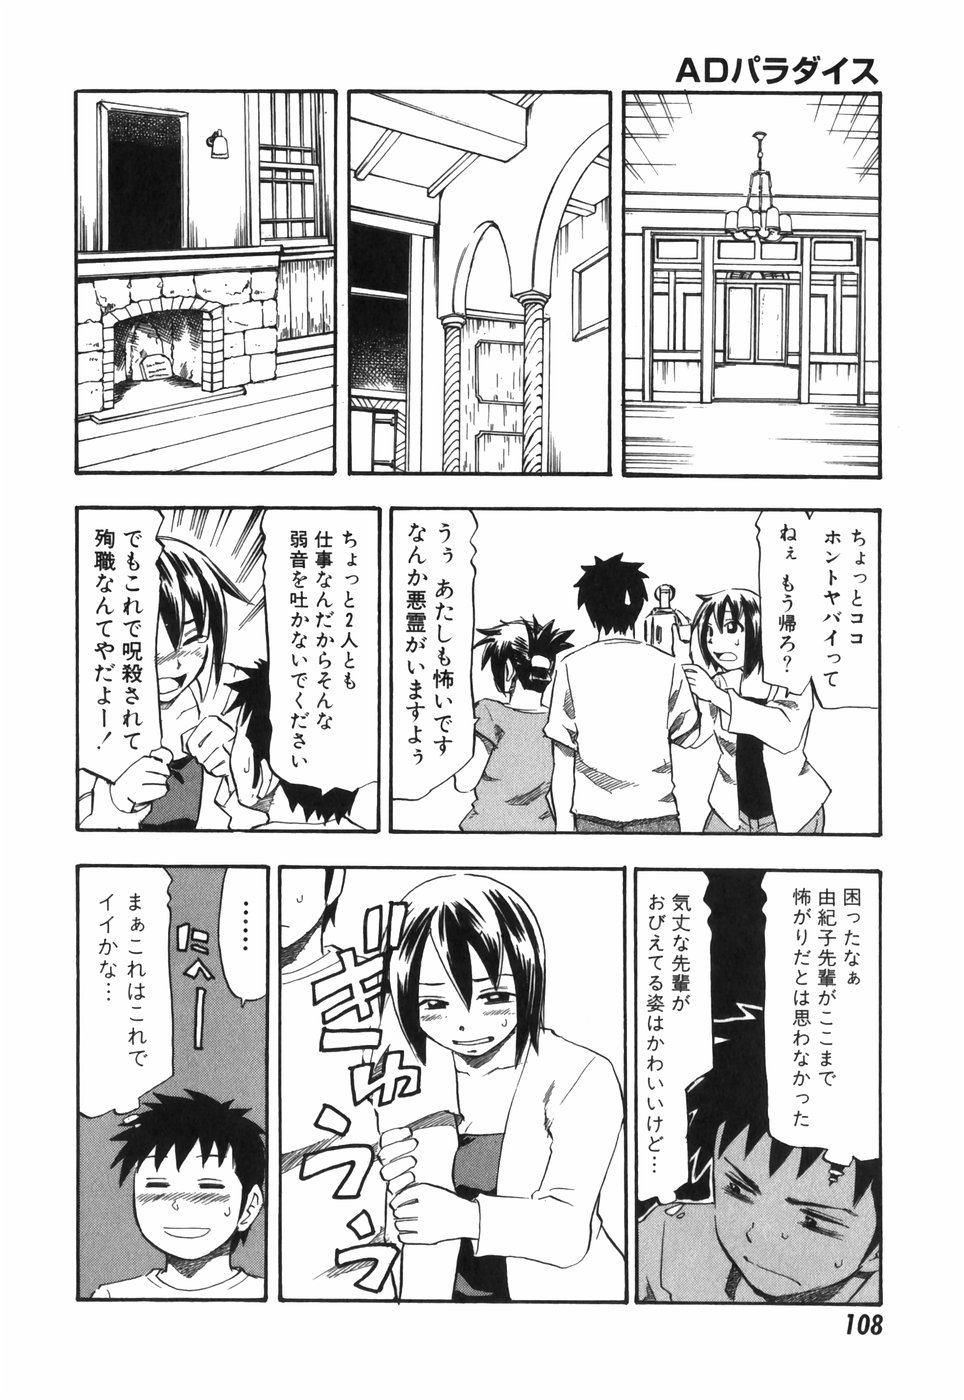 ADパラダイス
ちょっとココ
ホントヤバイって
ねぇ もう帰ろ?
うぅ あたしも怖いです
なんか悪霊がいますよぅ
ちょっと2人とも
仕事なんだからそんな
弱音を吐かないでください
でもこれで呪殺されて
殉職なんてやだよー!
困ったなぁ
由紀子先輩がここまで
怖がりだとは思わなかった
気丈な先輩が
おびえてる姿はかわいいけど…
ぎゅうぅ
……
たへー
まぁこれはこれで
イイかな…
108